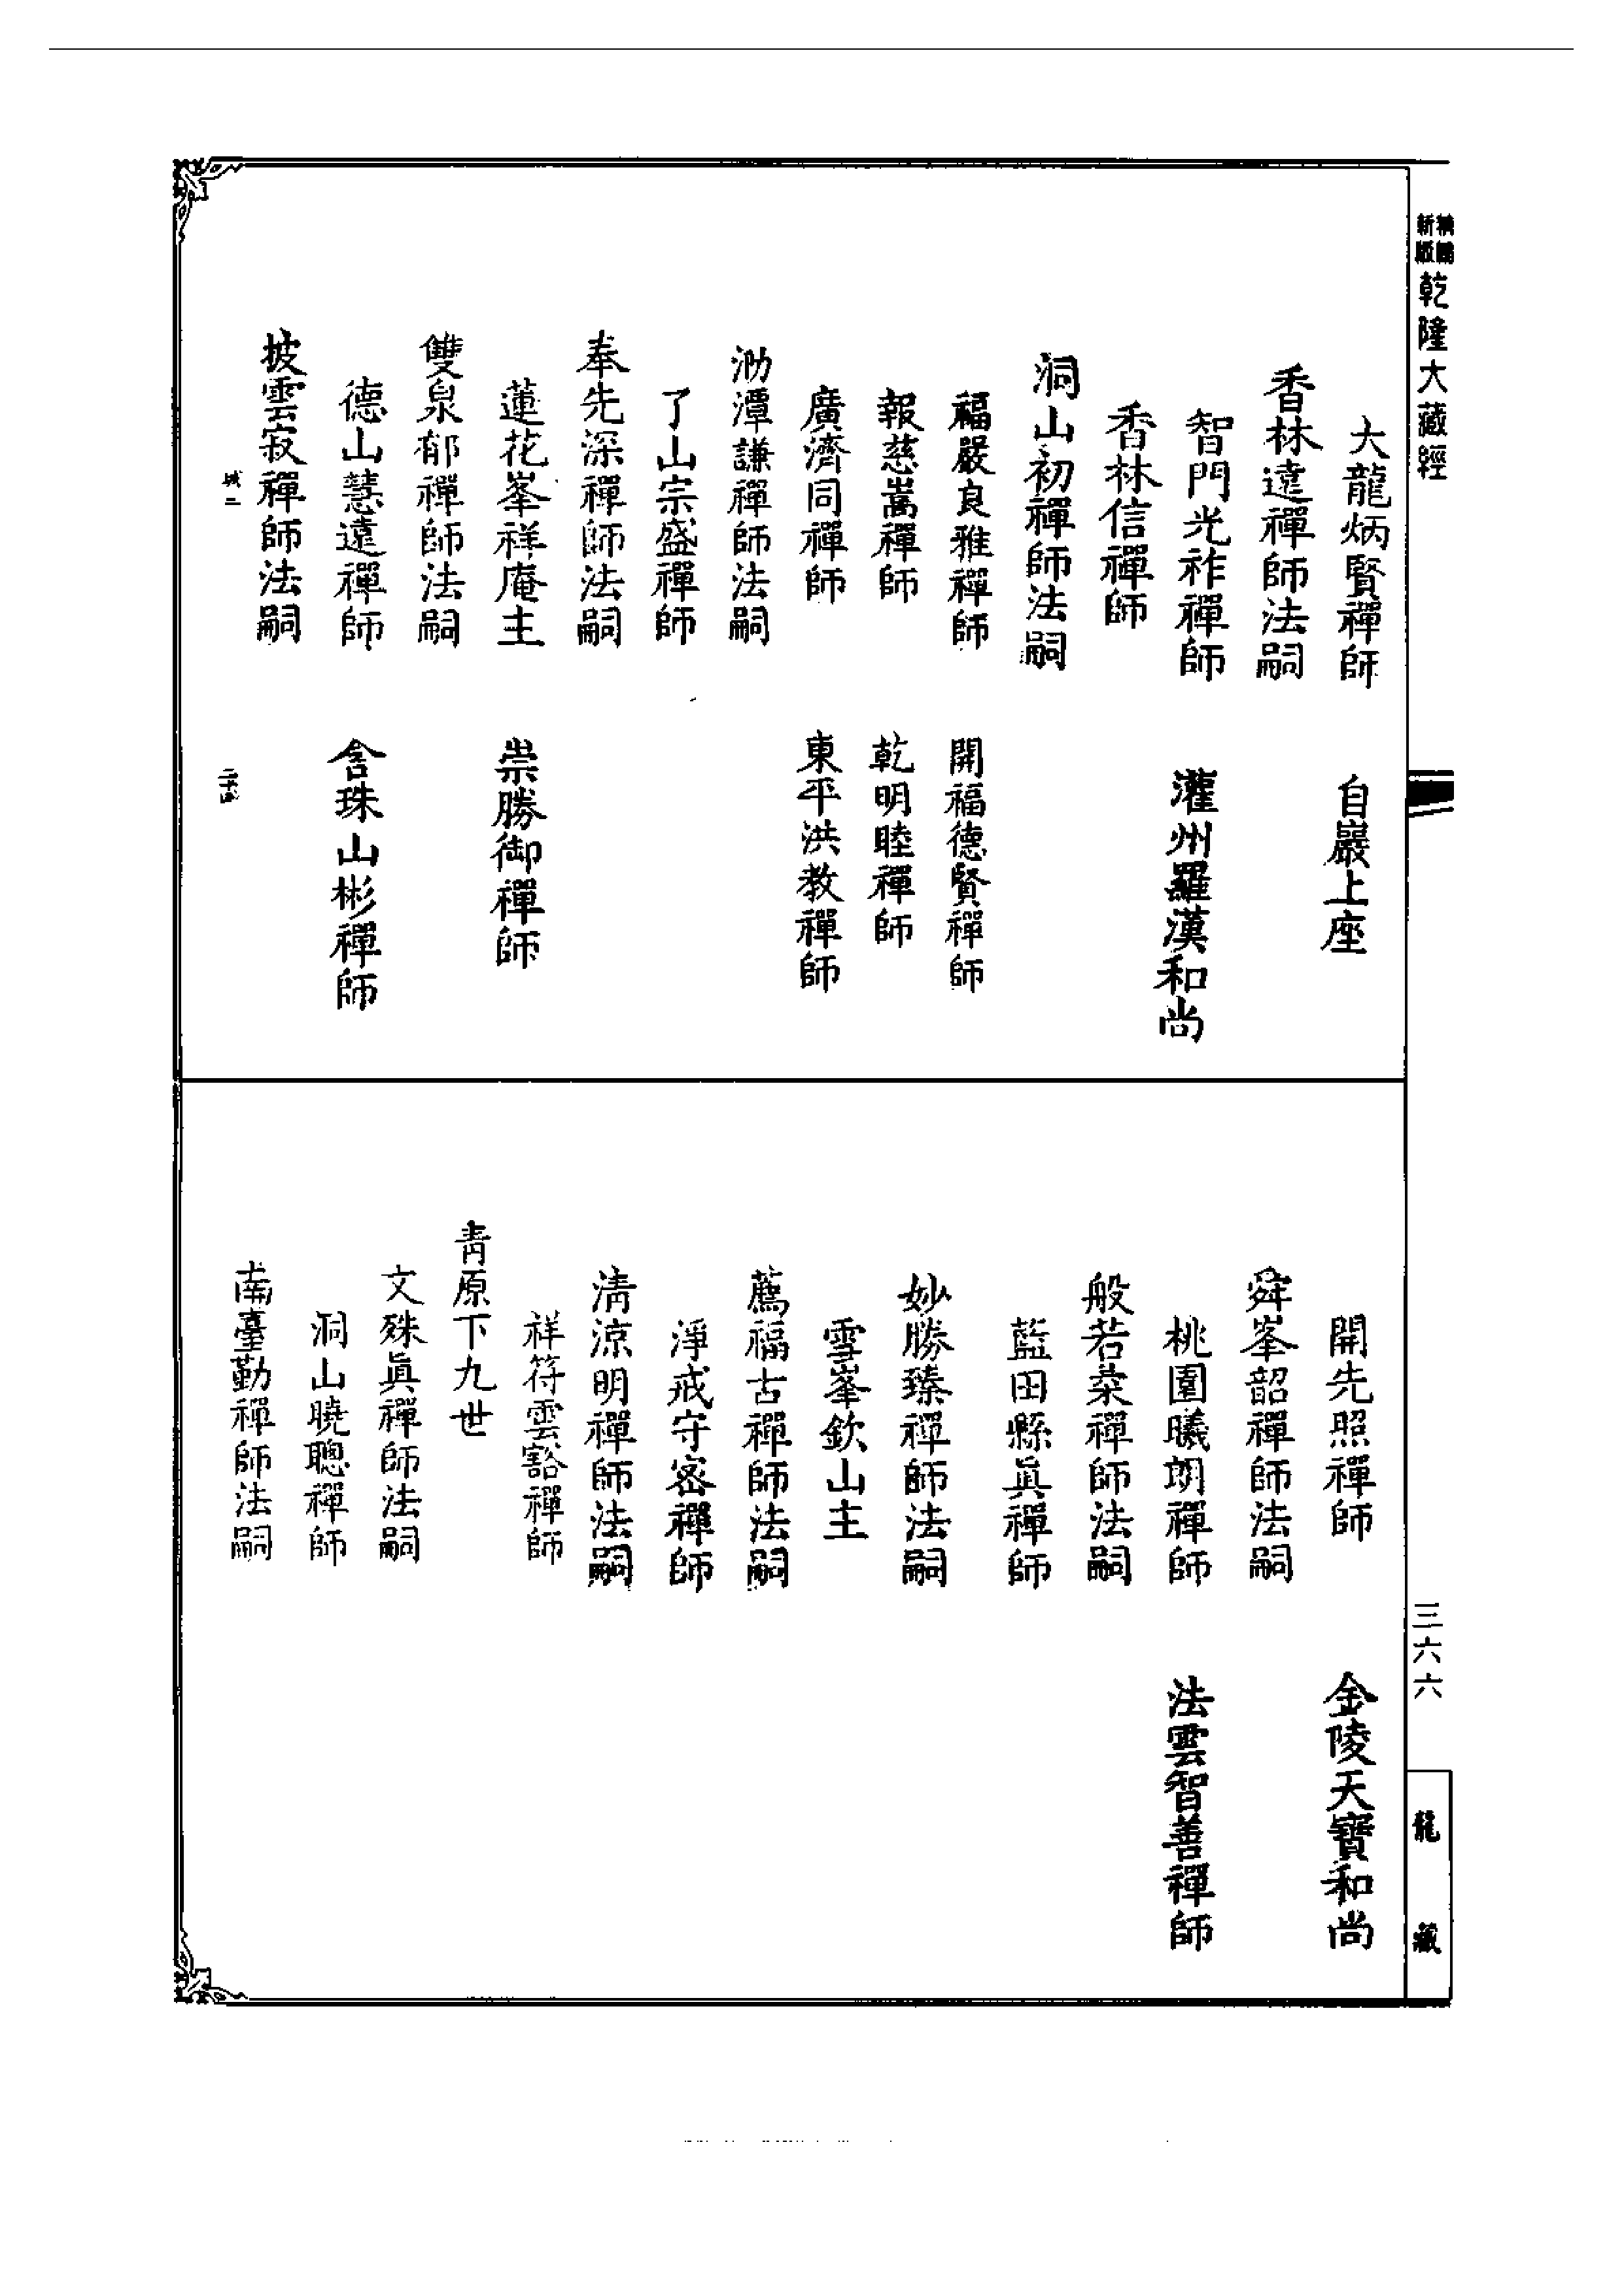 新版
精縮
乾隆大藏經
三六六
龍藏
大龍炳賢禪師　自巖上座
香林遠禪師法嗣
智門光祚禪師　灌州羅漢和尚
香林信禪師
洞山初禪師法嗣
福嚴良雅禪師　開福德賢禪師
報慈嵩禪師　乾明睦禪師
廣濟同禪師　東平洪教禪師
泐潭謙禪師法嗣
了山宗盛禪師
奉先深禪師法嗣
蓮花峯祥庵主　崇勝御禪師
雙泉郁禪師法嗣
德山慧遠禪師　含珠山彬禪師
披雲寂禪師法嗣
城二　二十四
開先照禪師　金陵天寶和尚
舜峯韶禪師法嗣
桃園曦朗禪師　法雲智善禪師
般若柔禪師法嗣
藍田縣眞禪師
妙勝臻禪師法嗣
雪峯欽山主
薦福古禪師法嗣
淨戒守密禪師
清涼明禪師法嗣
祥符雲豁禪師
青原下九世
文殊眞禪師法嗣
洞山曉聰禪師
南臺勤禪師法嗣